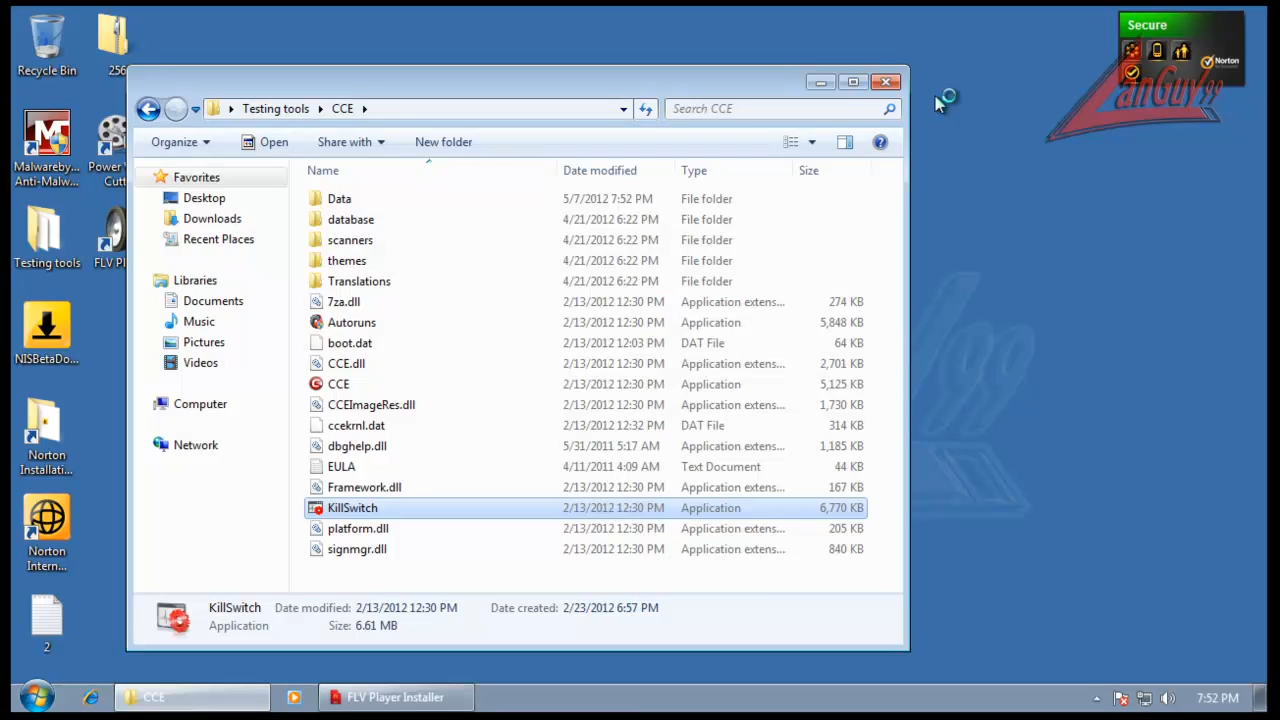 Recycle Bin
256
Malwareby...
Anti-Malw...
Power
Cutt
Testing tools
FLV Pl
NISBetaDo...
Norton
Installati...
Norton
Intern...
2
Secure
Norton
LanGuy99
Testing tools
CCE
Search CCE
Organize
Open
Share with
New folder
Favorites
Desktop
Downloads
Recent Places
Libraries
Documents
Music
Pictures
Videos
Computer
Network
Name Date modified Type Size
Data 5/7/2012 7:52 PM File folder
database 4/21/2012 6:22 PM File folder
scanners 4/21/2012 6:22 PM File folder
themes 4/21/2012 6:22 PM File folder
Translations 4/21/2012 6:22 PM File folder
7za.dll 2/13/2012 12:30 PM Application extens... 274 KB
Autoruns 2/13/2012 12:30 PM Application 5,848 KB
boot.dat 2/13/2012 12:03 PM DAT File 64 KB
CCE.dll 2/13/2012 12:30 PM Application extens... 2,701 KB
CCE 2/13/2012 12:30 PM Application 5,125 KB
CCEImageRes.dll 2/13/2012 12:30 PM Application extens... 1,730 KB
ccekrnl.dat 2/13/2012 12:32 PM DAT File 314 KB
dbghelp.dll 5/31/2011 5:17 AM Application extens... 1,185 KB
EULA 4/11/2011 4:09 AM Text Document 44 KB
Framework.dll 2/13/2012 12:30 PM Application extens... 167 KB
KillSwitch 2/13/2012 12:30 PM Application 6,770 KB
platform.dll 2/13/2012 12:30 PM Application extens... 205 KB
signmgr.dll 2/13/2012 12:30 PM Application extens... 840 KB
KillSwitch Date modified: 2/13/2012 12:30 PM Date created: 2/23/2012 6:57 PM
Application Size: 6.61 MB
CCE
FLV Player Installer
7:52 PM